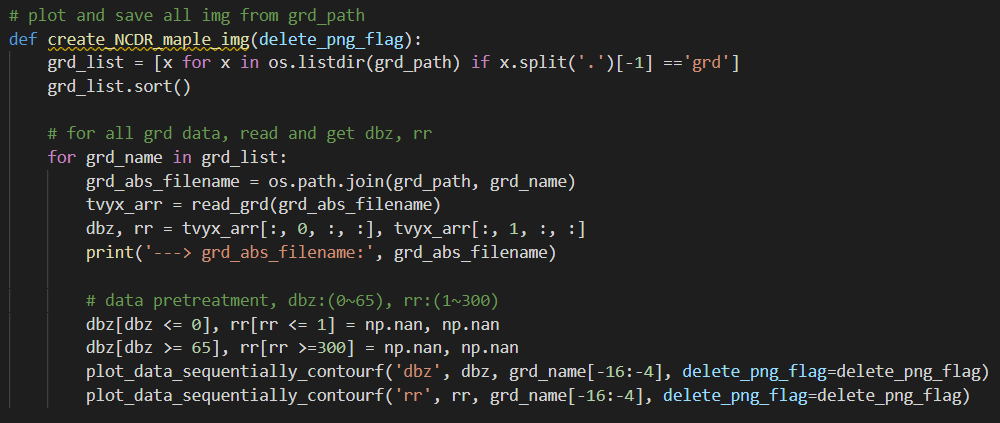 # plot and save all img from grd_path
def create_NCDR_maple_img(delete_png_flag):
    grd_list = [x for x in os.listdir(grd_path) if x.split('.')[-1] =='grd']
    grd_list.sort()

    # for all grd data, read and get dbz, rr
    for grd_name in grd_list:
        grd_abs_filename = os.path.join(grd_path, grd_name)
        tvyx_arr = read_grd(grd_abs_filename)
        dbz, rr = tvyx_arr[:, 0, :, :], tvyx_arr[:, 1, :, :]
        print('---> grd_abs_filename:', grd_abs_filename)

        # data pretreatment, dbz:(0~65), rr:(1~300)
        dbz[dbz <= 0], rr[rr <= 1] = np.nan, np.nan
        dbz[dbz >= 65], rr[rr >=300] = np.nan, np.nan
        plot_data_sequentially_contourf('dbz', dbz, grd_name[-16:-4], delete_png_flag=delete_png_flag)
        plot_data_sequentially_contourf('rr', rr, grd_name[-16:-4], delete_png_flag=delete_png_flag)